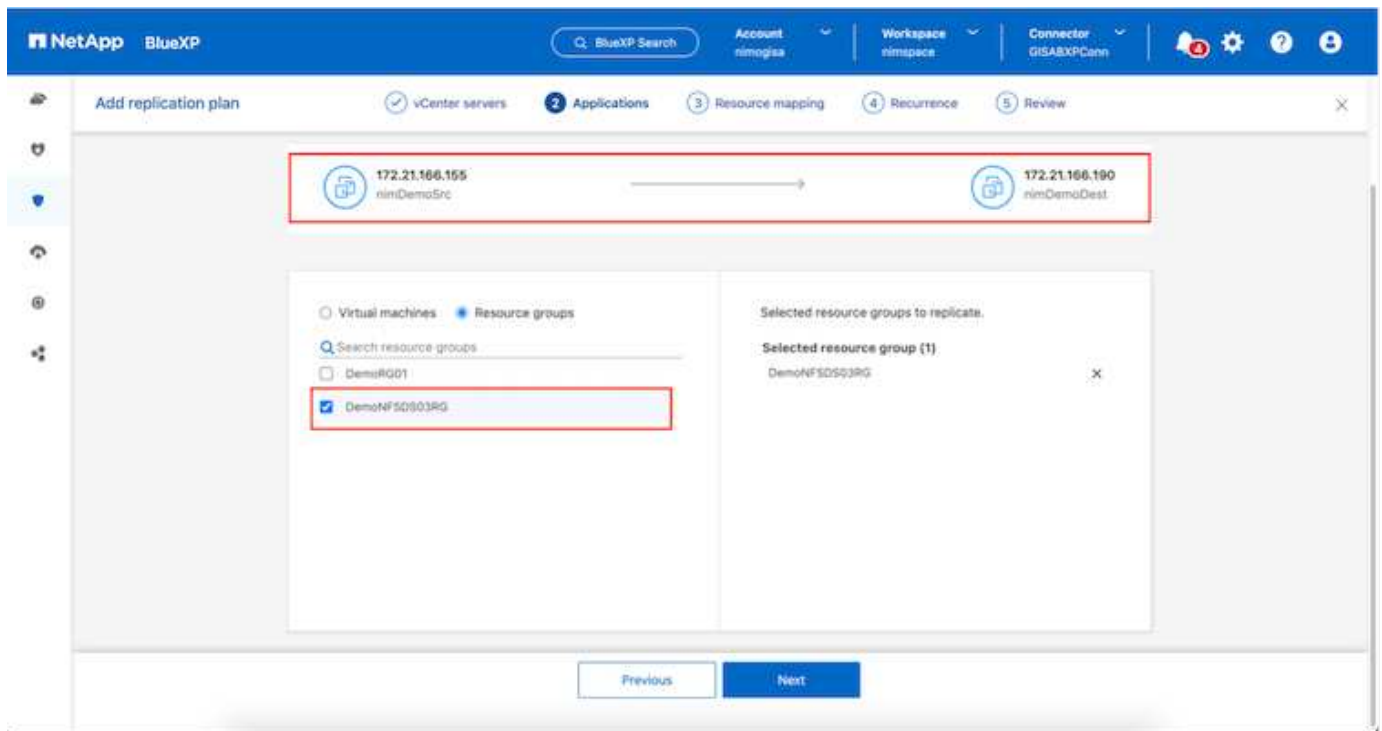 NetApp BlueXP BlueXP Search Account nimogisa Workspace nimspace Connector GISABXPConn 4
Add replication plan vCenter servers 2 Applications 3 Resource mapping 4 Recurrence 5 Review
172.21.166.155
nimDemoSrc
172.21.166.190
nimDemoDest
Virtual machines Resource groups
Search resource groups
DemoRG01
DemoNFSDS03RG
Selected resource groups to replicate.
Selected resource group (1)
DemoNFSDS03RG
Previous Next